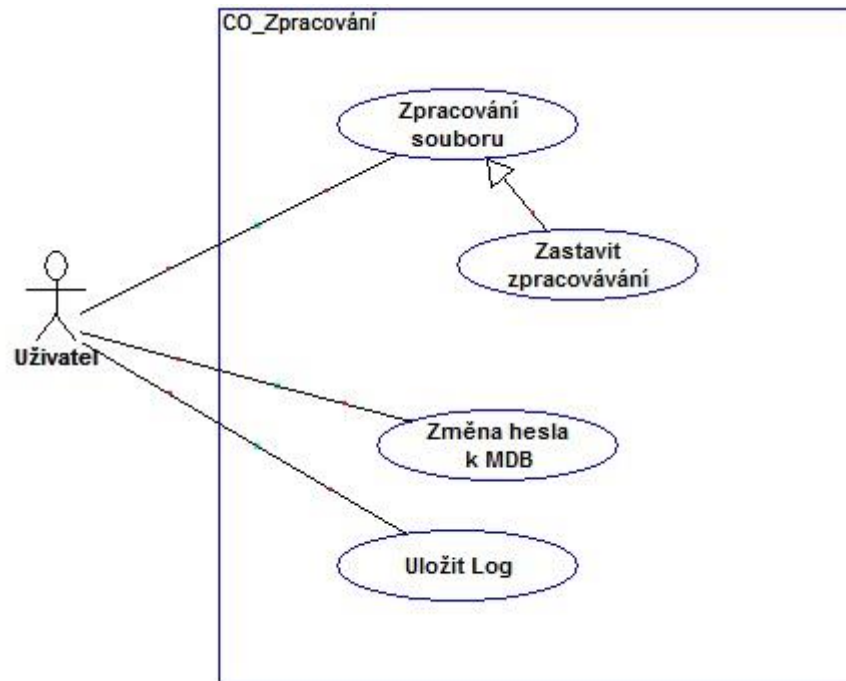 CO_Zpracování
Zpracování
souboru
Zastavit
zpracovávání
Uživatel
Změna hesla
k MDB
Uložit Log